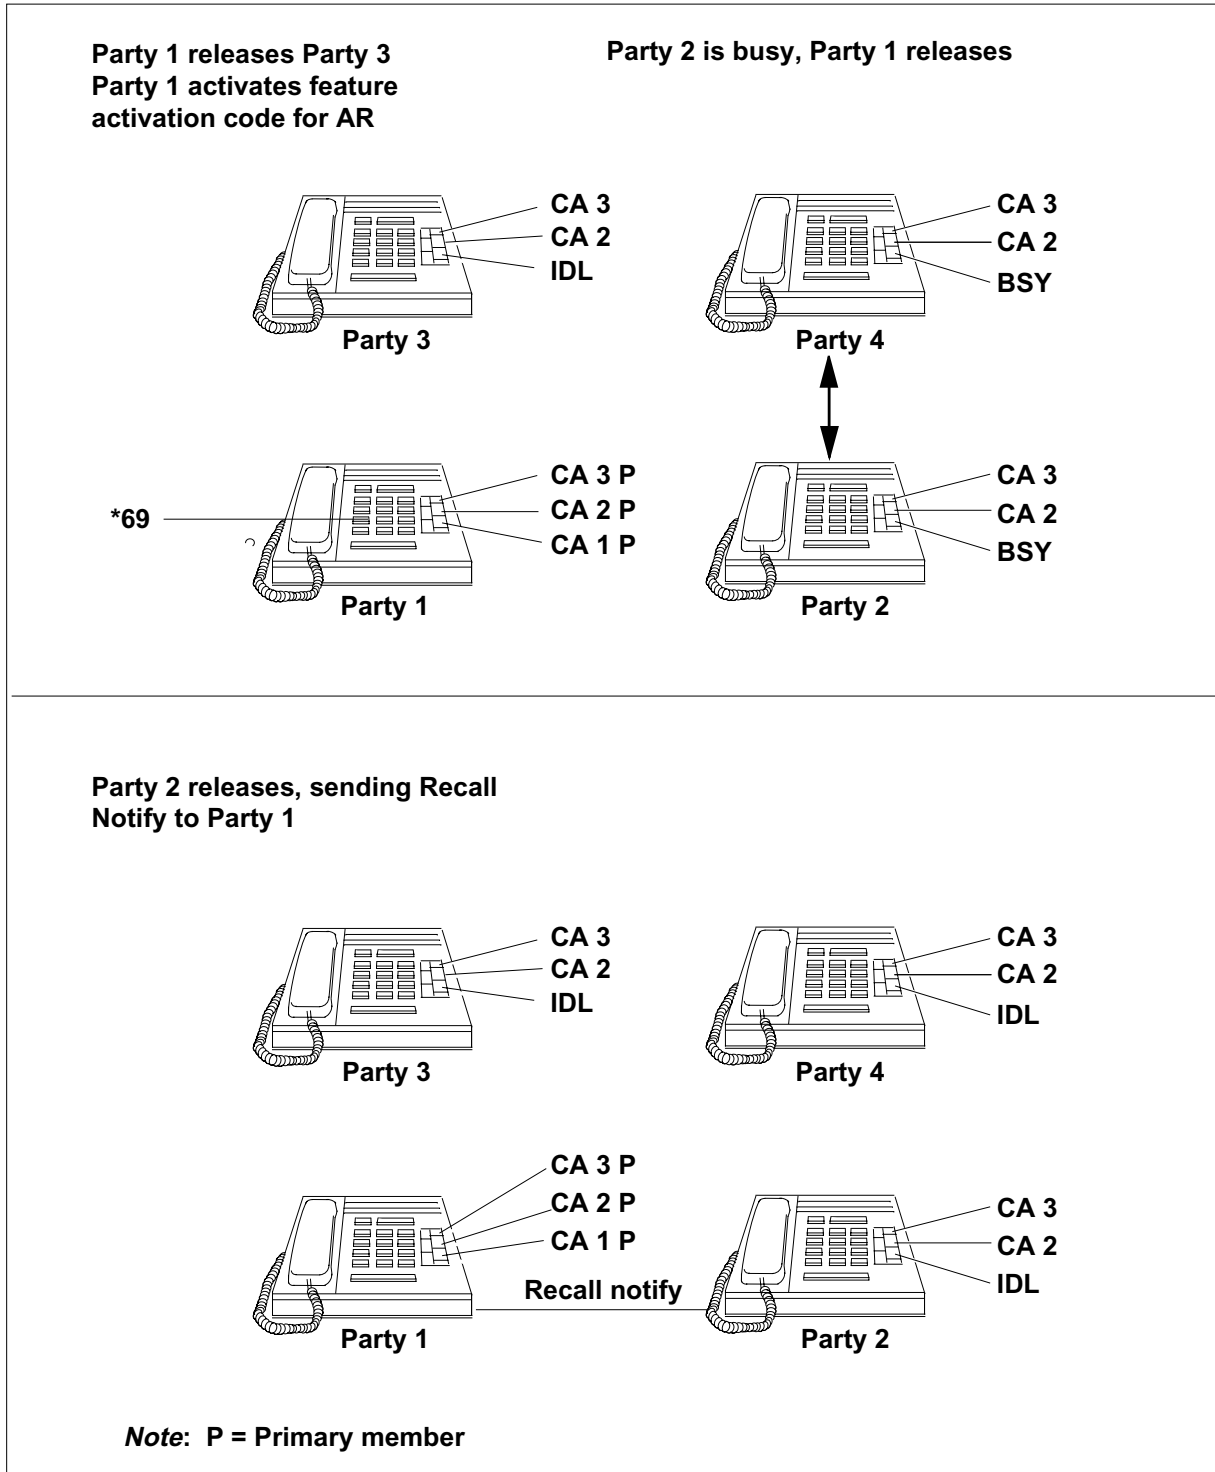 Party 1 releases Party 3
Party 1 activates feature
activation code for AR
Party 2 is busy, Party 1 releases
CA 3
CA 2
IDL
Party 3
CA 3
CA 2
BSY
Party 4
*69
CA 3 P
CA 2 P
CA 1 P
Party 1
CA 3
CA 2
BSY
Party 2
Party 2 releases, sending Recall
Notify to Party 1
CA 3
CA 2
IDL
Party 3
CA 3
CA 2
IDL
Party 4
CA 3 P
CA 2 P
CA 1 P
Party 1
Recall notify
CA 3
CA 2
IDL
Party 2
Note: P = Primary member